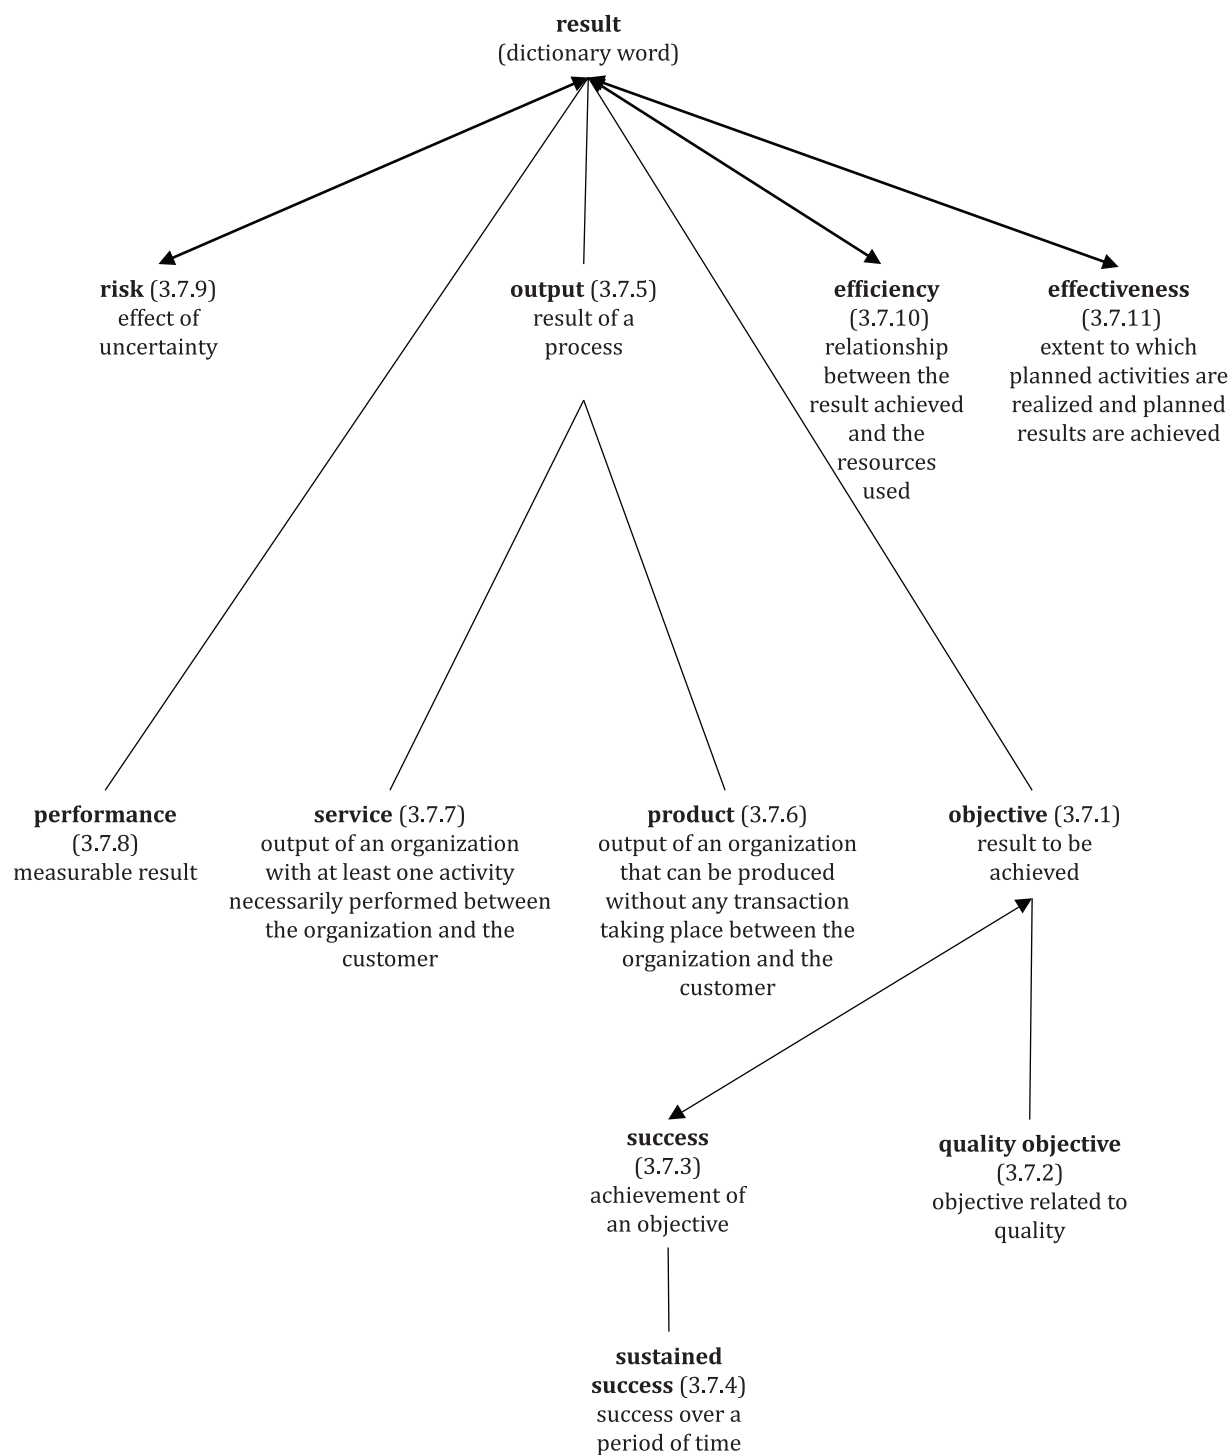 result
(dictionary word)
risk (3.7.9)
effect of
uncertainty
output (3.7.5)
result of a
process
efficiency
(3.7.10)
relationship
between the
result achieved
and the
resources
used
effectiveness
(3.7.11)
extent to which
planned activities are
realized and planned
results are achieved
performance
(3.7.8)
measurable result
service (3.7.7)
output of an organization
with at least one activity
necessarily performed between
the organization and the
customer
product (3.7.6)
output of an organization
that can be produced
without any transaction
taking place between the
organization and the
customer
objective (3.7.1)
result to be
achieved
success
(3.7.3)
achievement of
an objective
quality objective
(3.7.2)
objective related to
quality
sustained
success (3.7.4)
success over a
period of time